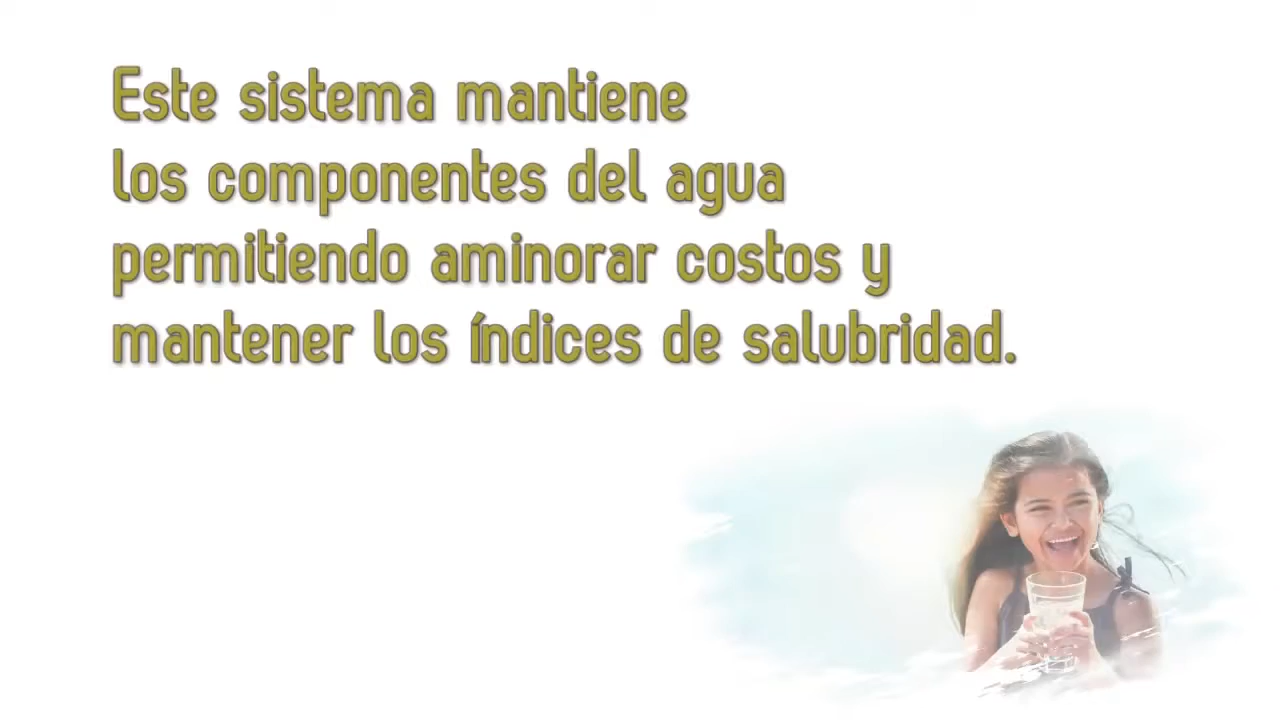 Este sistema mantiene
los componentes del agua
permitiendo aminorar costos y
mantener los índices de salubridad.